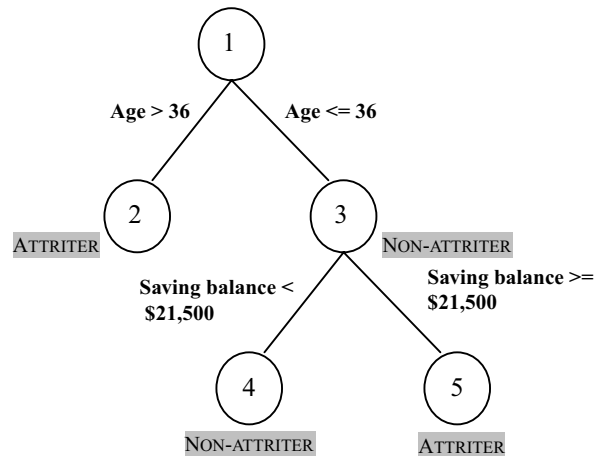 1
Age > 36
Age <= 36
2
3
ATTRITER
NON-ATTRITER
Saving balance <
$21,500
Saving balance >=
$21,500
4
5
NON-ATTRITER
ATTRITER